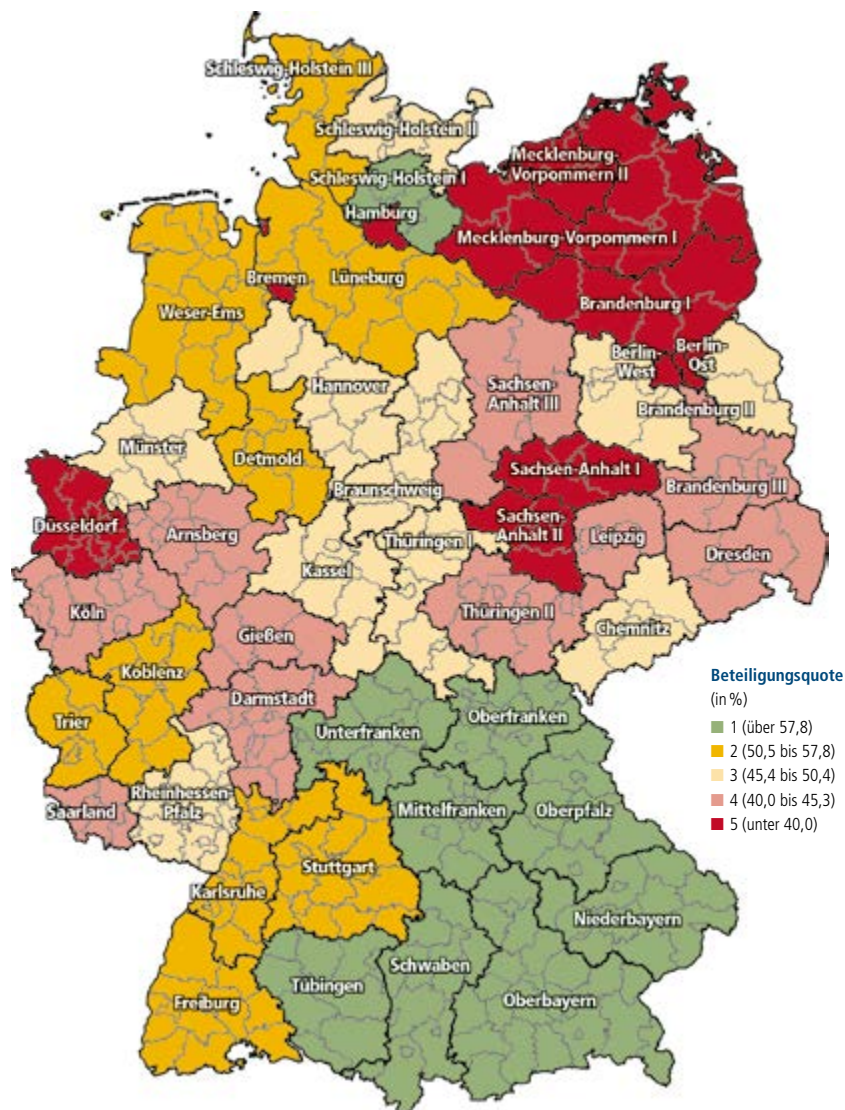 Schleswig-Holstein III
Schleswig-Holstein II
Mecklenburg-
Vorpommern II
Schleswig-Holstein I
Hamburg
Mecklenburg-Vorpommern I
Bremen
Lüneburg
Brandenburg I
Weser-Ems
Berlin-
Ost
Berlin-
West
Hannover
Sachsen-
Anhalt III
Brandenburg II
Münster
Detmold
Sachsen-Anhalt I
Braunschweig
Brandenburg III
Düsseldorf
Arnsberg
Sachsen-
Anhalt II
Thüringen I
Leipzig
Dresden
Kassel
Köln
Thüringen II
Gießen
Chemnitz
Koblenz
Darmstadt
Trier
Unterfranken
Oberfranken
Rheinhessen-
Pfalz
Saarland
Mittelfranken
Oberpfalz
Stuttgart
Karlsruhe
Niederbayern
Schwaben
Tübingen
Freiburg
Oberbayern
Beteiligungsquote
(in %)
1 (über 57,8)
2 (50,5 bis 57,8)
3 (45,4 bis 50,4)
4 (40,0 bis 45,3)
5 (unter 40,0)